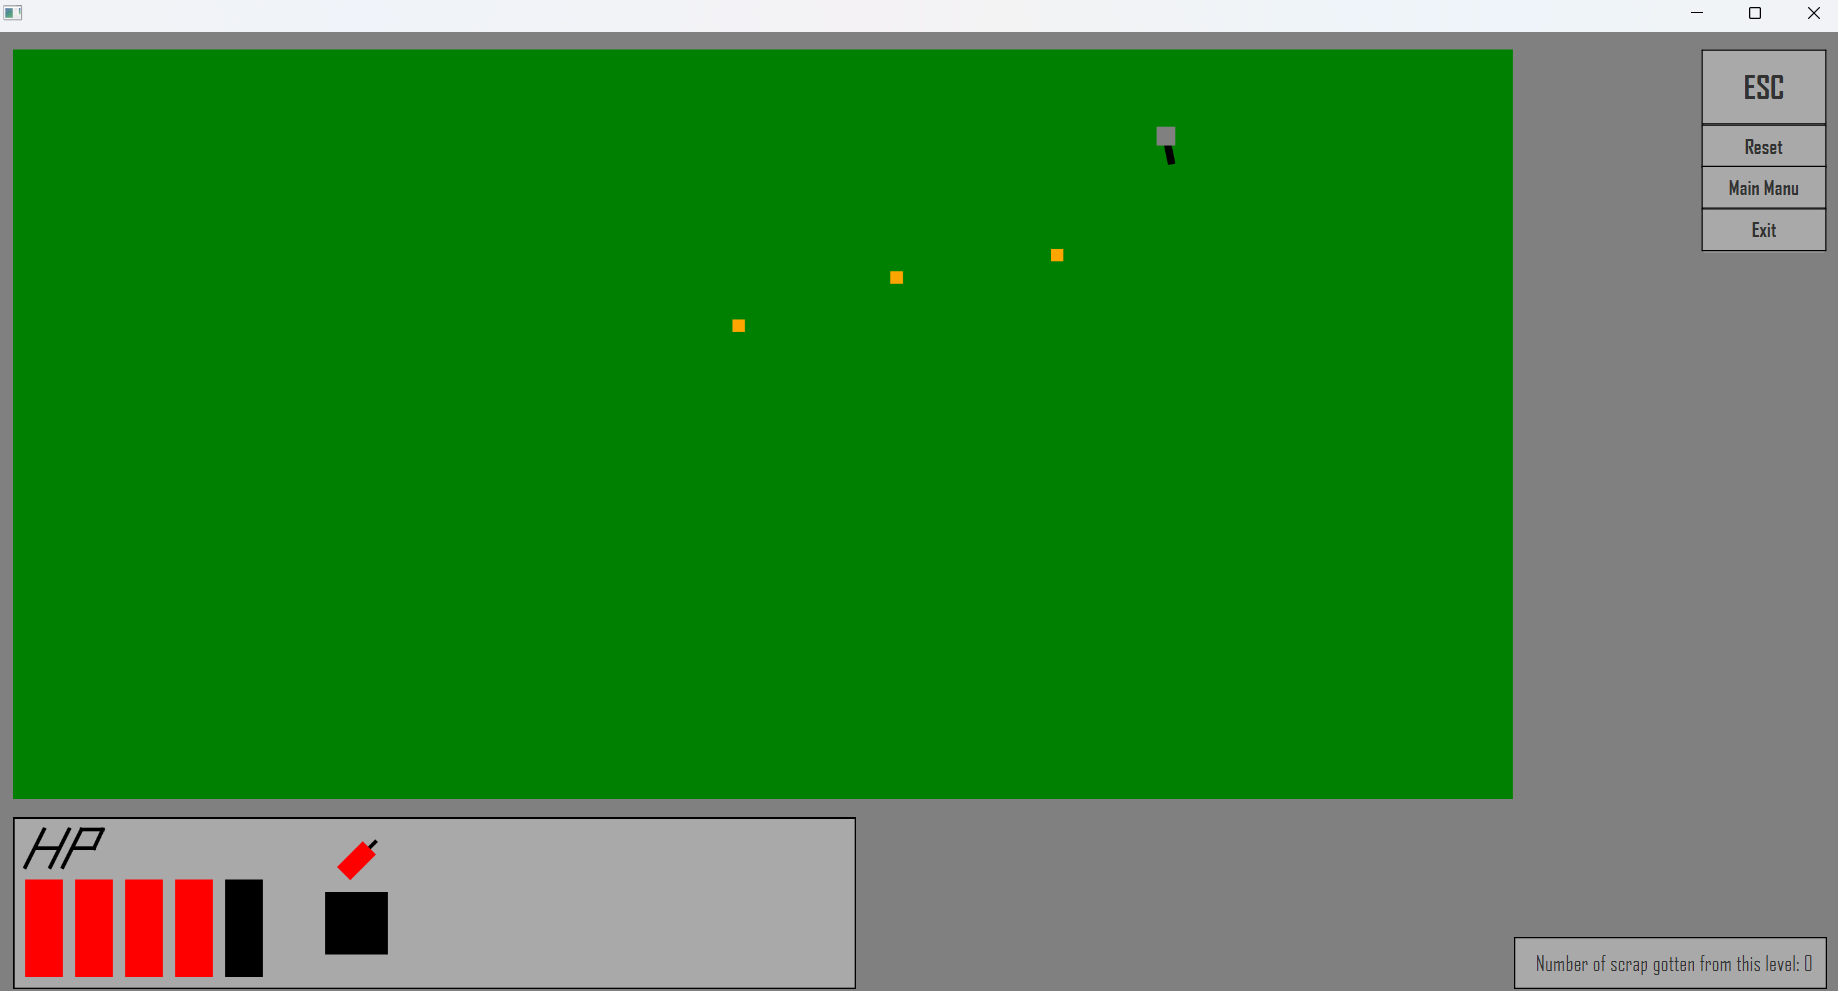 ESC
Reset
Main Manu
Exit
HP
Number of scrap gotten from this level: 0